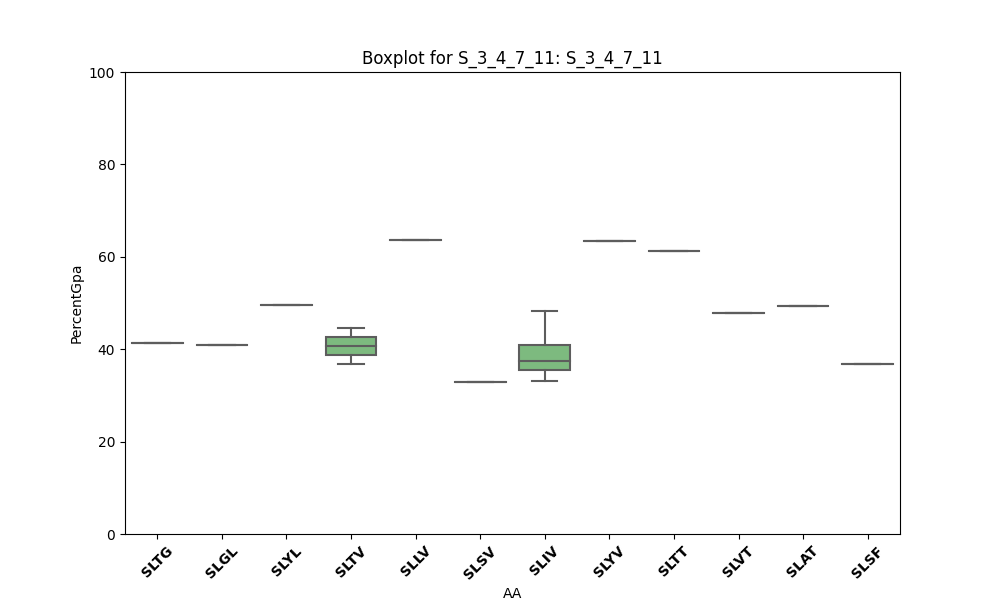 Boxplot for S_3_4_7_11: S_3_4_7_11
PercentGpa
100
80
60
40
20
0
SLTG
SLGL
SLYL
SLTV
SLLV
SLSV
SLIV
SLYV
SLTT
SLVT
SLAT
SLSF
AA